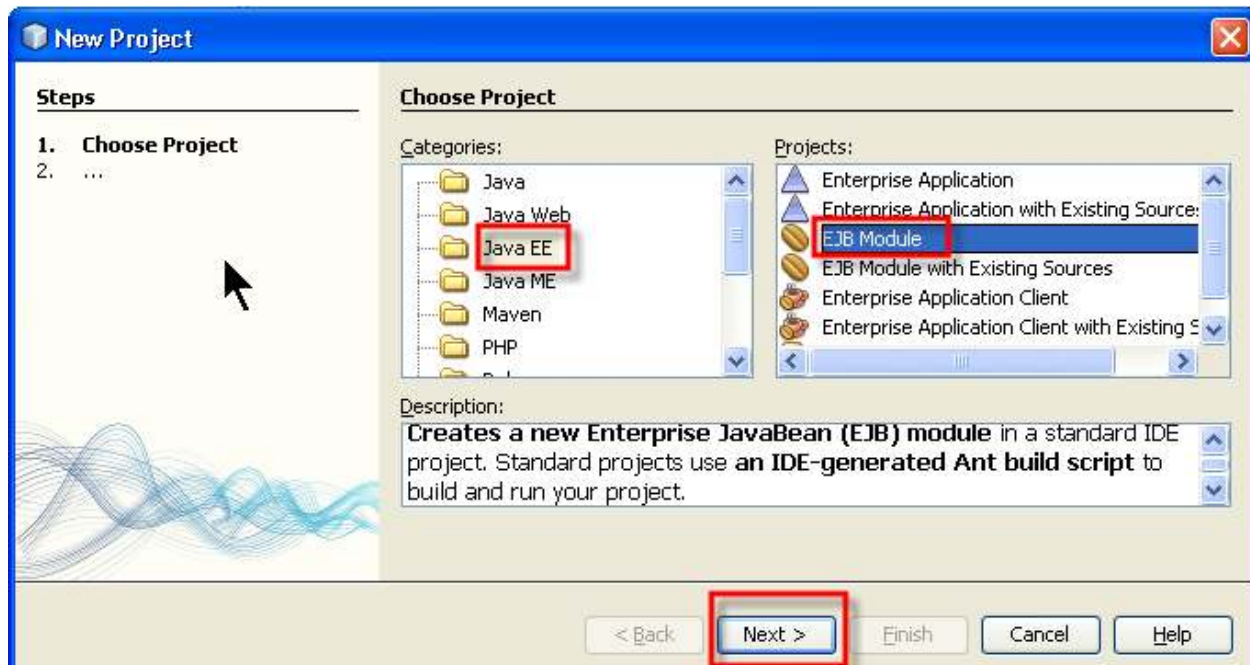 New Project
Steps
1. Choose Project
2. ...
Choose Project
Categories:
Java
Java Web
Java EE
Java ME
Maven
PHP
Projects:
Enterprise Application
Enterprise Application with Existing Source
EJB Module
EJB Module with Existing Sources
Enterprise Application Client
Enterprise Application Client with Existing S
Description:
Creates a new Enterprise JavaBean (EJB) module in a standard IDE
project. Standard projects use an IDE-generated Ant build script to
build and run your project.
< Back Next > Finish Cancel Help